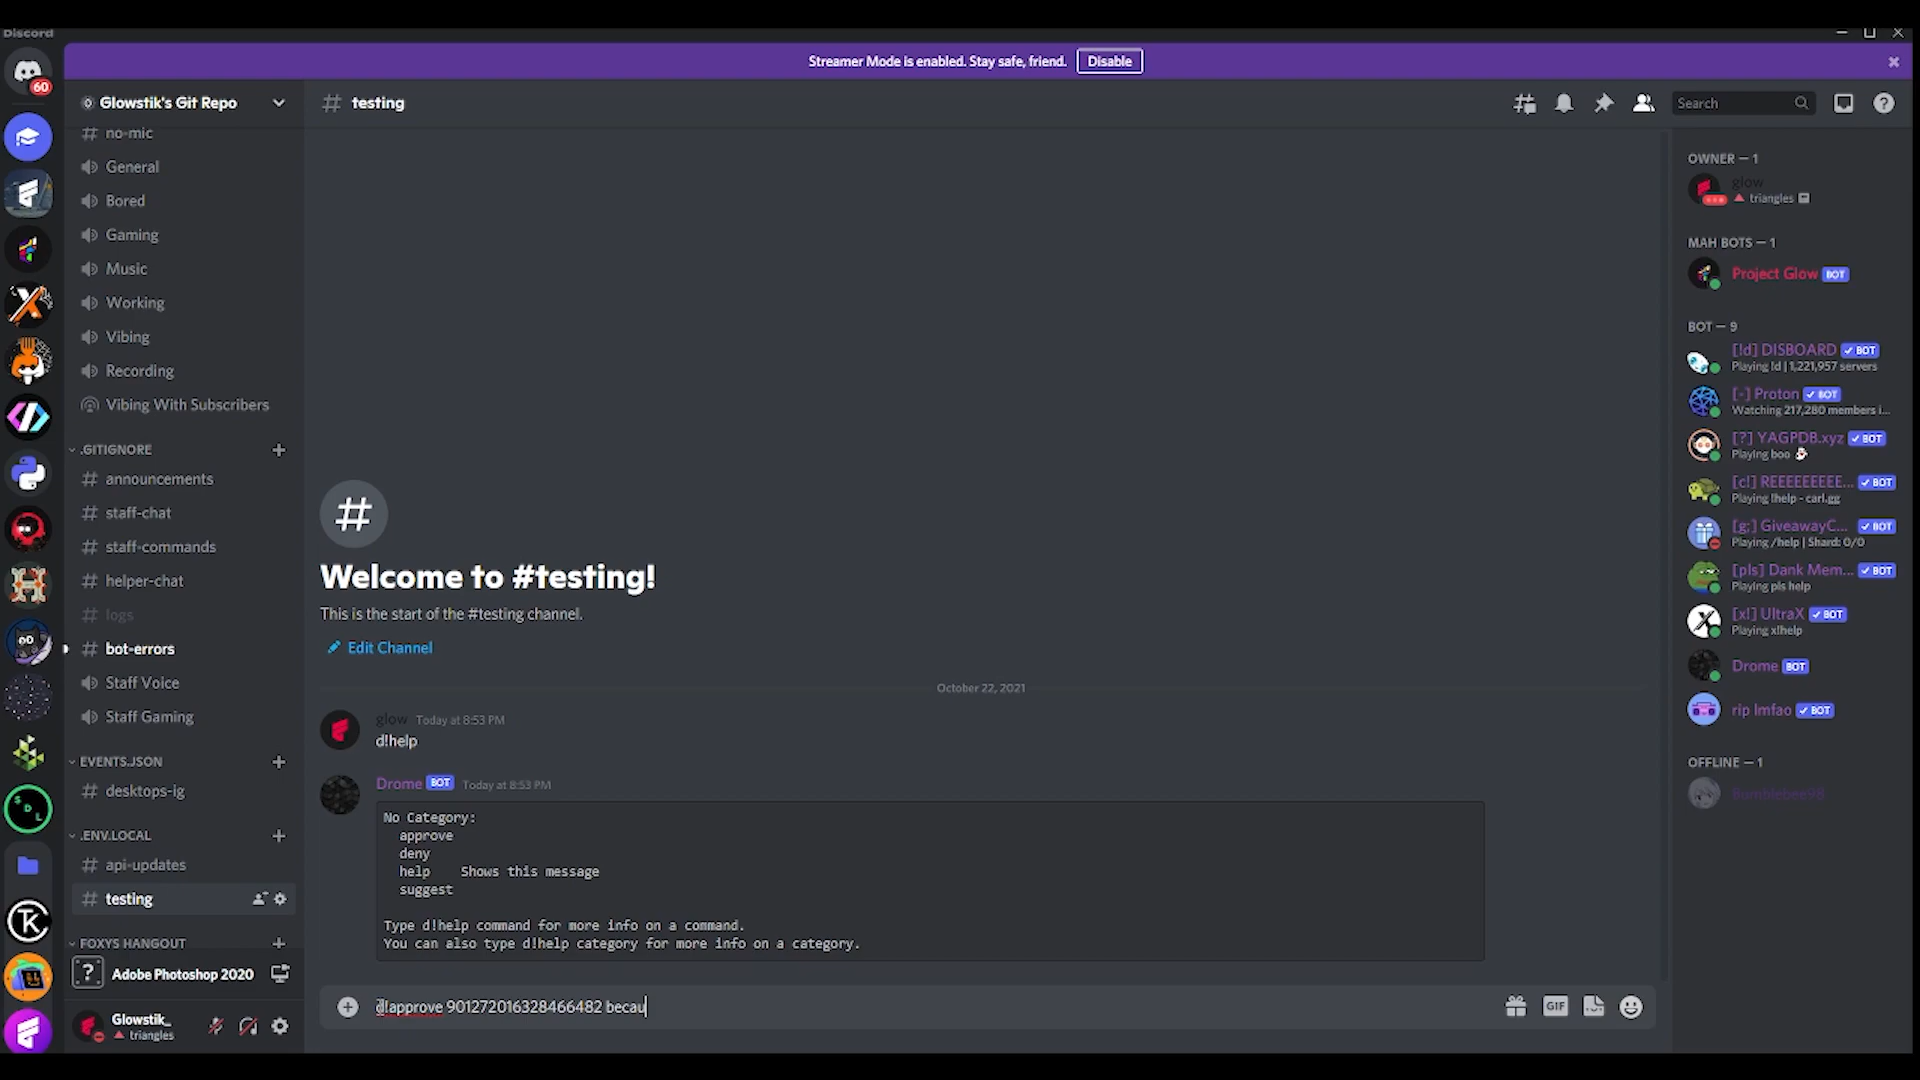 Discord
Streamer Mode is enabled. Stay safe, friend.
Disable
60
Glowstik's Git Repo
testing
Search
no-mic
General
Bored
Gaming
Music
Working
Vibing
Recording
Vibing With Subscribers
.GITIGNORE
announcements
staff-chat
staff-commands
helper-chat
logs
bot-errors
Staff Voice
Staff Gaming
EVENTS.JSON
desktops-ig
.ENV.LOCAL
api-updates
testing
FOXYS HANGOUT
Adobe Photoshop 2020
Glowstik_
triangles
Welcome to #testing!
This is the start of the #testing channel.
Edit Channel
October 22, 2021
glow Today at 8:53 PM
d!help
Drome BOT Today at 8:53 PM
No Category:
approve
deny
help Shows this message
suggest
Type d!help command for more info on a command.
You can also type d!help category for more info on a category.
d!approve 901272016328466482 becau
GIF
OWNER — 1
glow
triangles
MAH BOTS — 1
Project Glow BOT
BOT — 9
[!d] DISBOARD BOT
Playing !d | 1,221,957 servers
[-] Proton BOT
Watching 217,280 members i...
[?] YAGPDB.xyz BOT
Playing boo
[c!] REEEEEEEEE... BOT
Playing !help - carl.gg
[g;] GiveawayC... BOT
Playing /help | Shard: 0/0
[pls] Dank Mem... BOT
Playing pls help
[x!] UltraX BOT
Playing x!help
Drome BOT
rip lmfao BOT
OFFLINE — 1
Bumblebee98